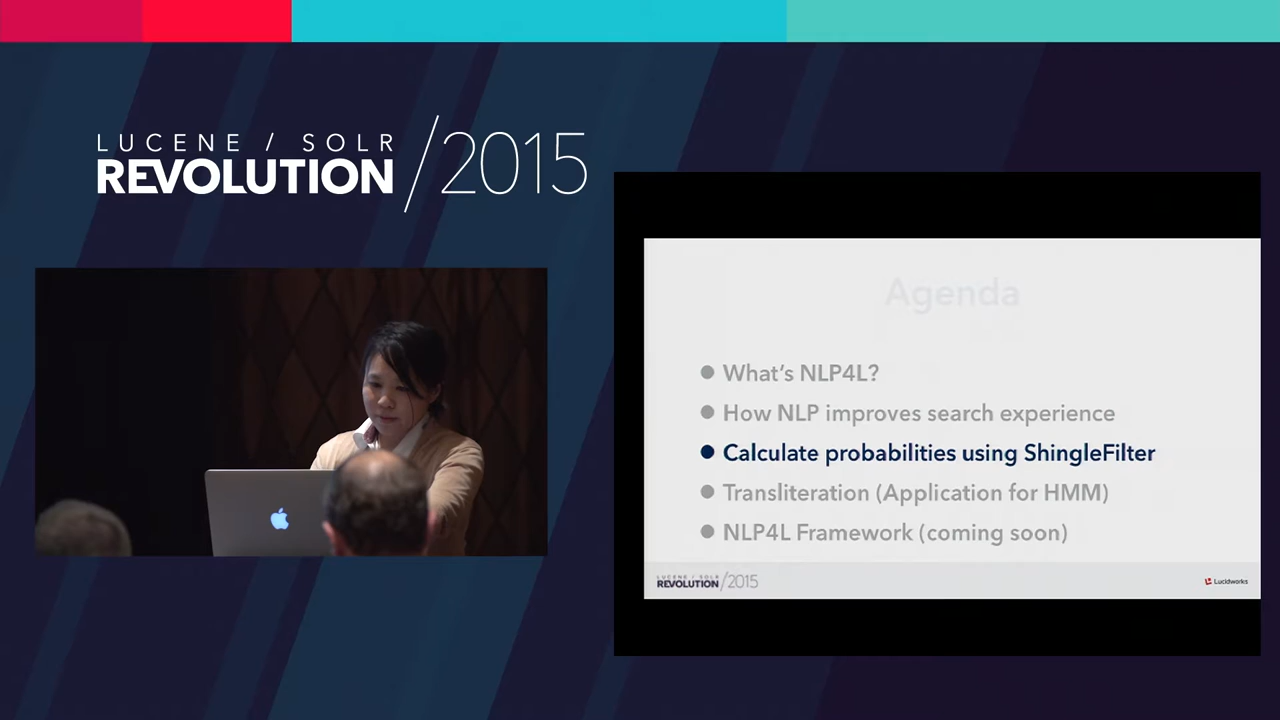 LUCENE / SOLR
REVOLUTION /2015
Agenda
What's NLP4L?
How NLP improves search experience
Calculate probabilities using ShingleFilter
Transliteration (Application for HMM)
NLP4L Framework (coming soon)
LUCENE / SOLR
REVOLUTION /2015
Lucidworks